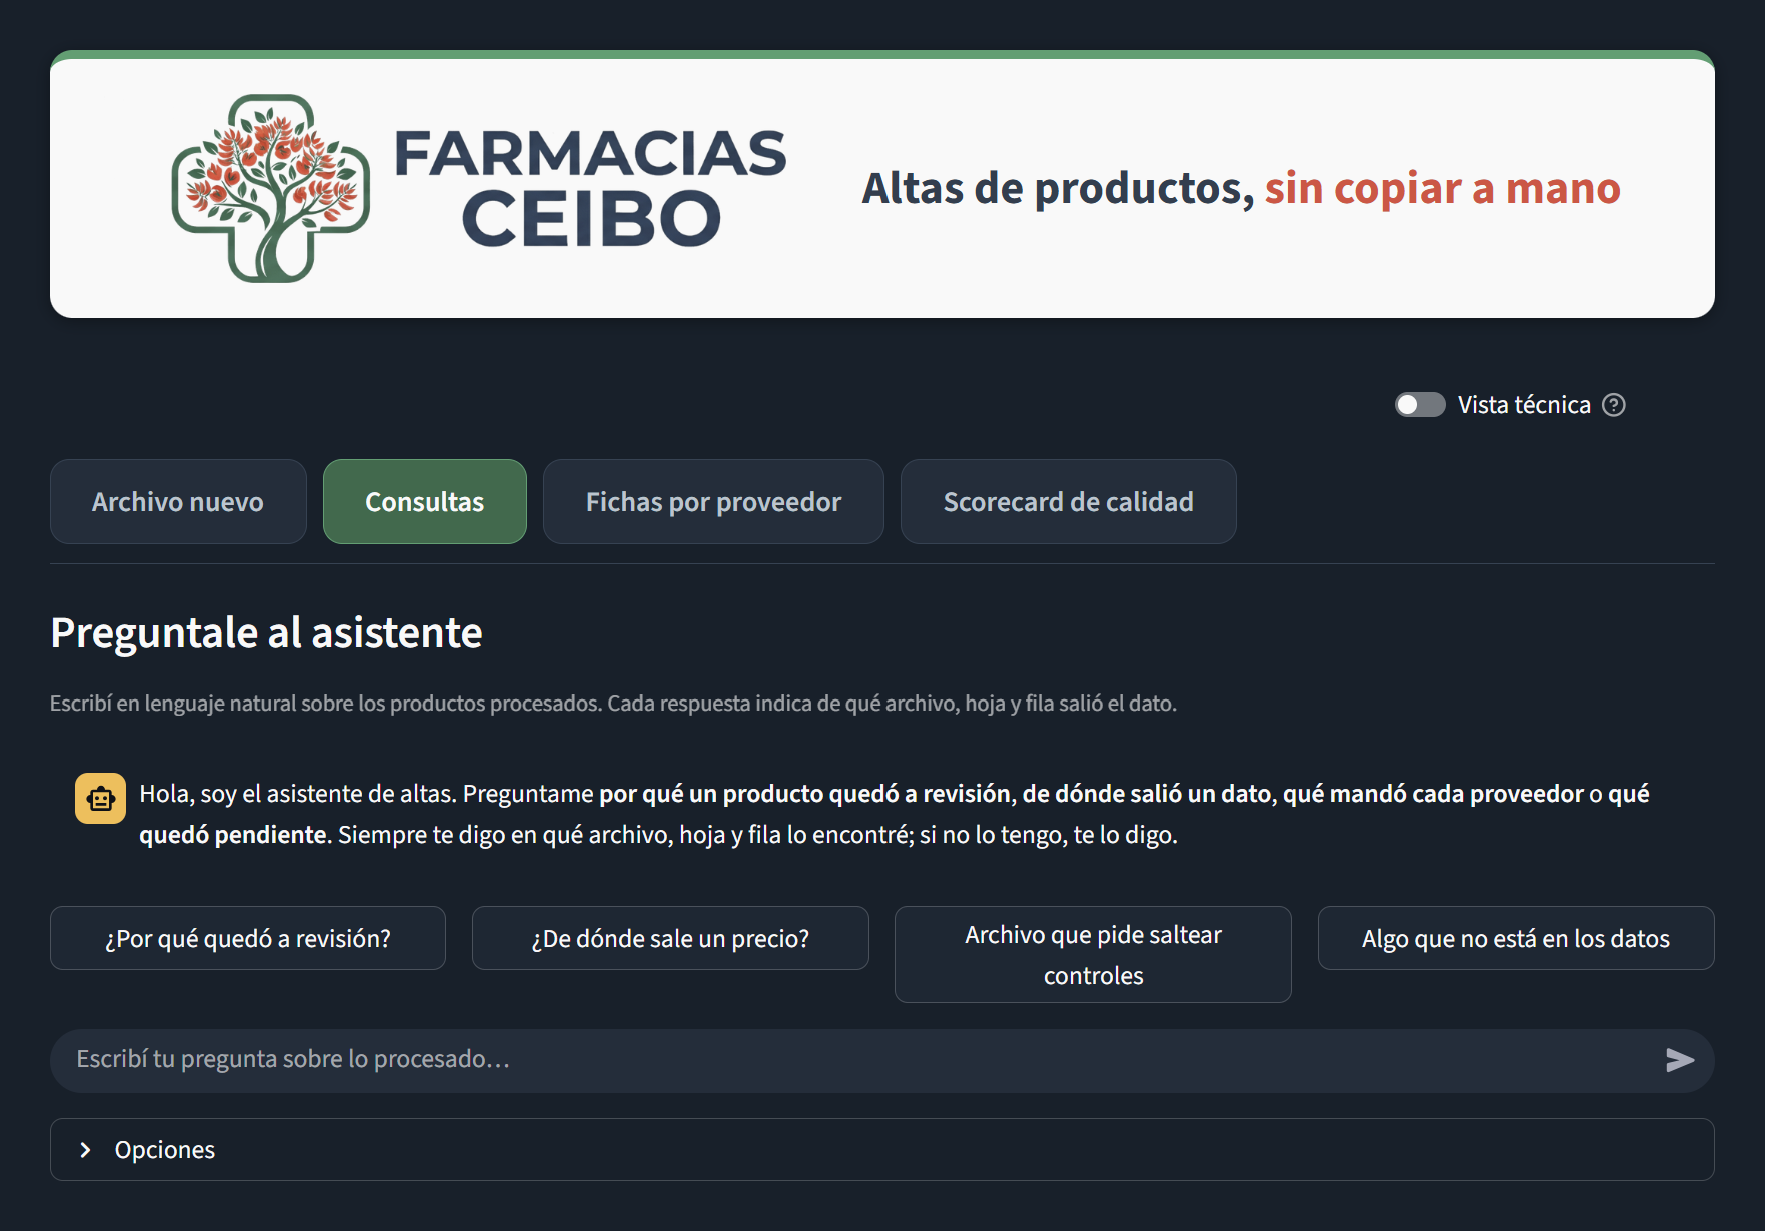 FARMACIAS
CEIBO
Altas de productos, sin copiar a mano
Vista técnica
Archivo nuevo
Consultas
Fichas por proveedor
Scorecard de calidad
Preguntale al asistente
Escribí en lenguaje natural sobre los productos procesados. Cada respuesta indica de qué archivo, hoja y fila salió el dato.
Hola, soy el asistente de altas. Preguntame por qué un producto quedó a revisión, de dónde salió un dato, qué mandó cada proveedor o qué
quedó pendiente. Siempre te digo en qué archivo, hoja y fila lo encontré; si no lo tengo, te lo digo.
¿Por qué quedó a revisión?
¿De dónde sale un precio?
Archivo que pide saltear
controles
Algo que no está en los datos
Escribí tu pregunta sobre lo procesado…
Opciones